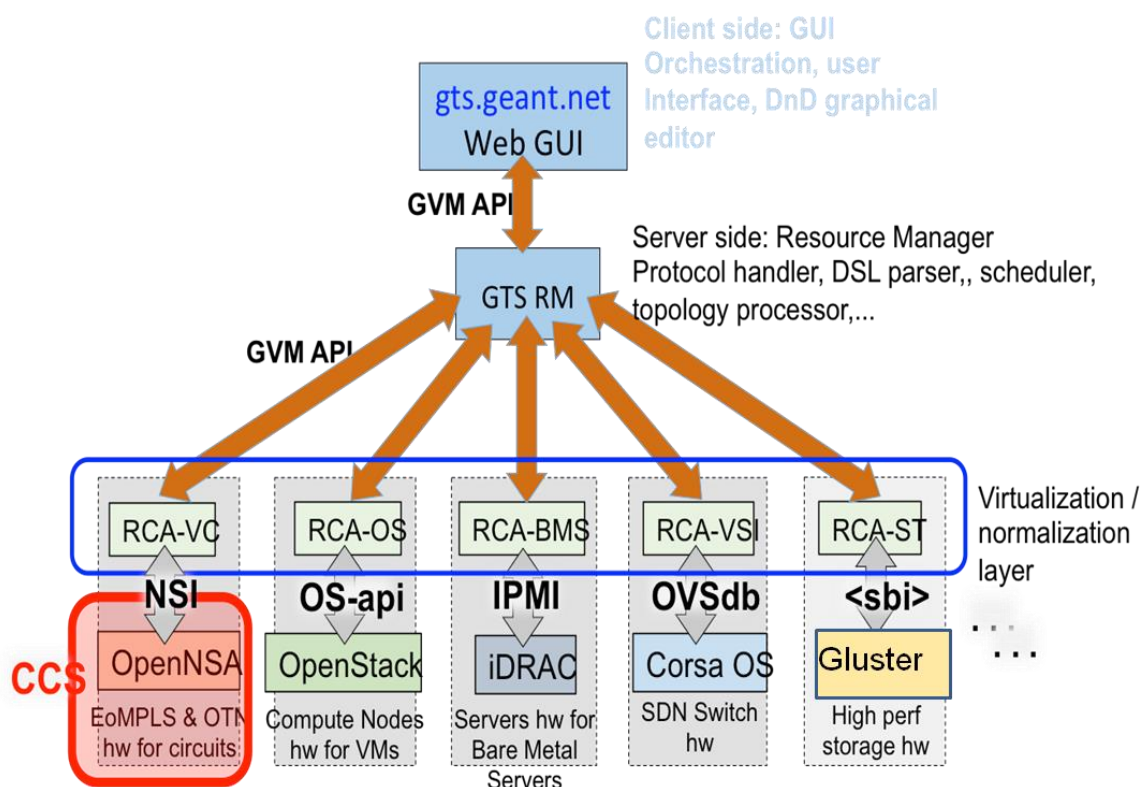 Client side: GUI
Orchestration, user
Interface, DnD graphical
editor
gts.geant.net
Web GUI
GVM API
Server side: Resource Manager
Protocol handler, DSL parser,, scheduler,
topology processor,...
GTS RM
GVM API
Virtualization /
normalization
layer
... 
...
RCA-VC
RCA-OS
RCA-BMS
RCA-VSI
RCA-ST
NSI
OS-api
IPMI
OVSdb
<sbi>
CCS
OpenNSA
OpenStack
iDRAC
Corsa OS
Gluster
EoMPLS & OTN
hw for circuits
Compute Nodes
hw for VMs
Servers hw for
Bare Metal
Servers
SDN Switch
hw
High perf
storage hw